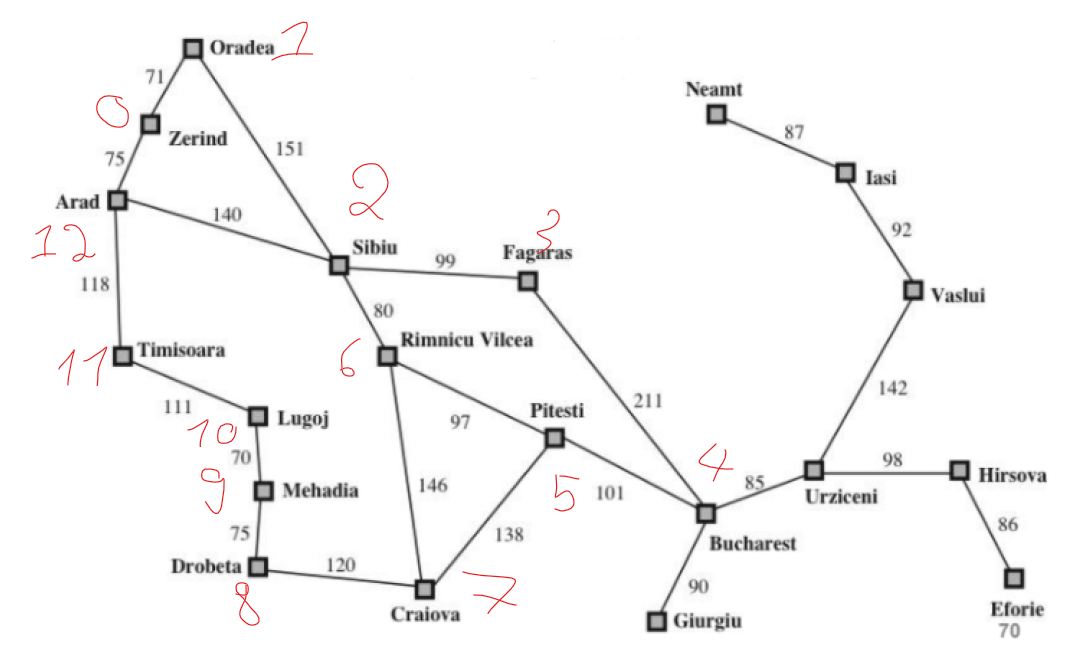 Oradea 1
71
Neamt
87
0
Zerind
151
75
Iasi
Arad
140
2
92
12
Sibiu
3
Fagaras
99
118
Vaslui
80
Timisoara
Rimnicu Vilcea
11
6
142
111
211
Pitesti
Lugoj
97
10
70
4
98
Hirsova
9
Mehadia
146
5
101
85
Urziceni
75
138
86
Bucharest
Drobeta
120
8
7
90
Craiova
Giurgiu
Eforie
70